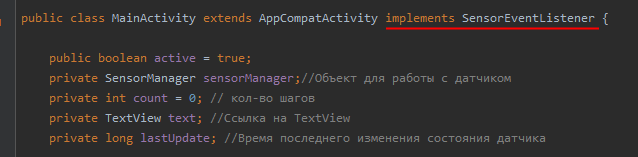 public class MainActivity extends AppCompatActivity implements SensorEventListener {
public boolean active = true;
private SensorManager sensorManager;//Объект для работы с датчиком
private int count = 0; // кол-во шагов
private TextView text; //Ссылка на TextView
private long lastUpdate; //Время последнего изменения состояния датчика